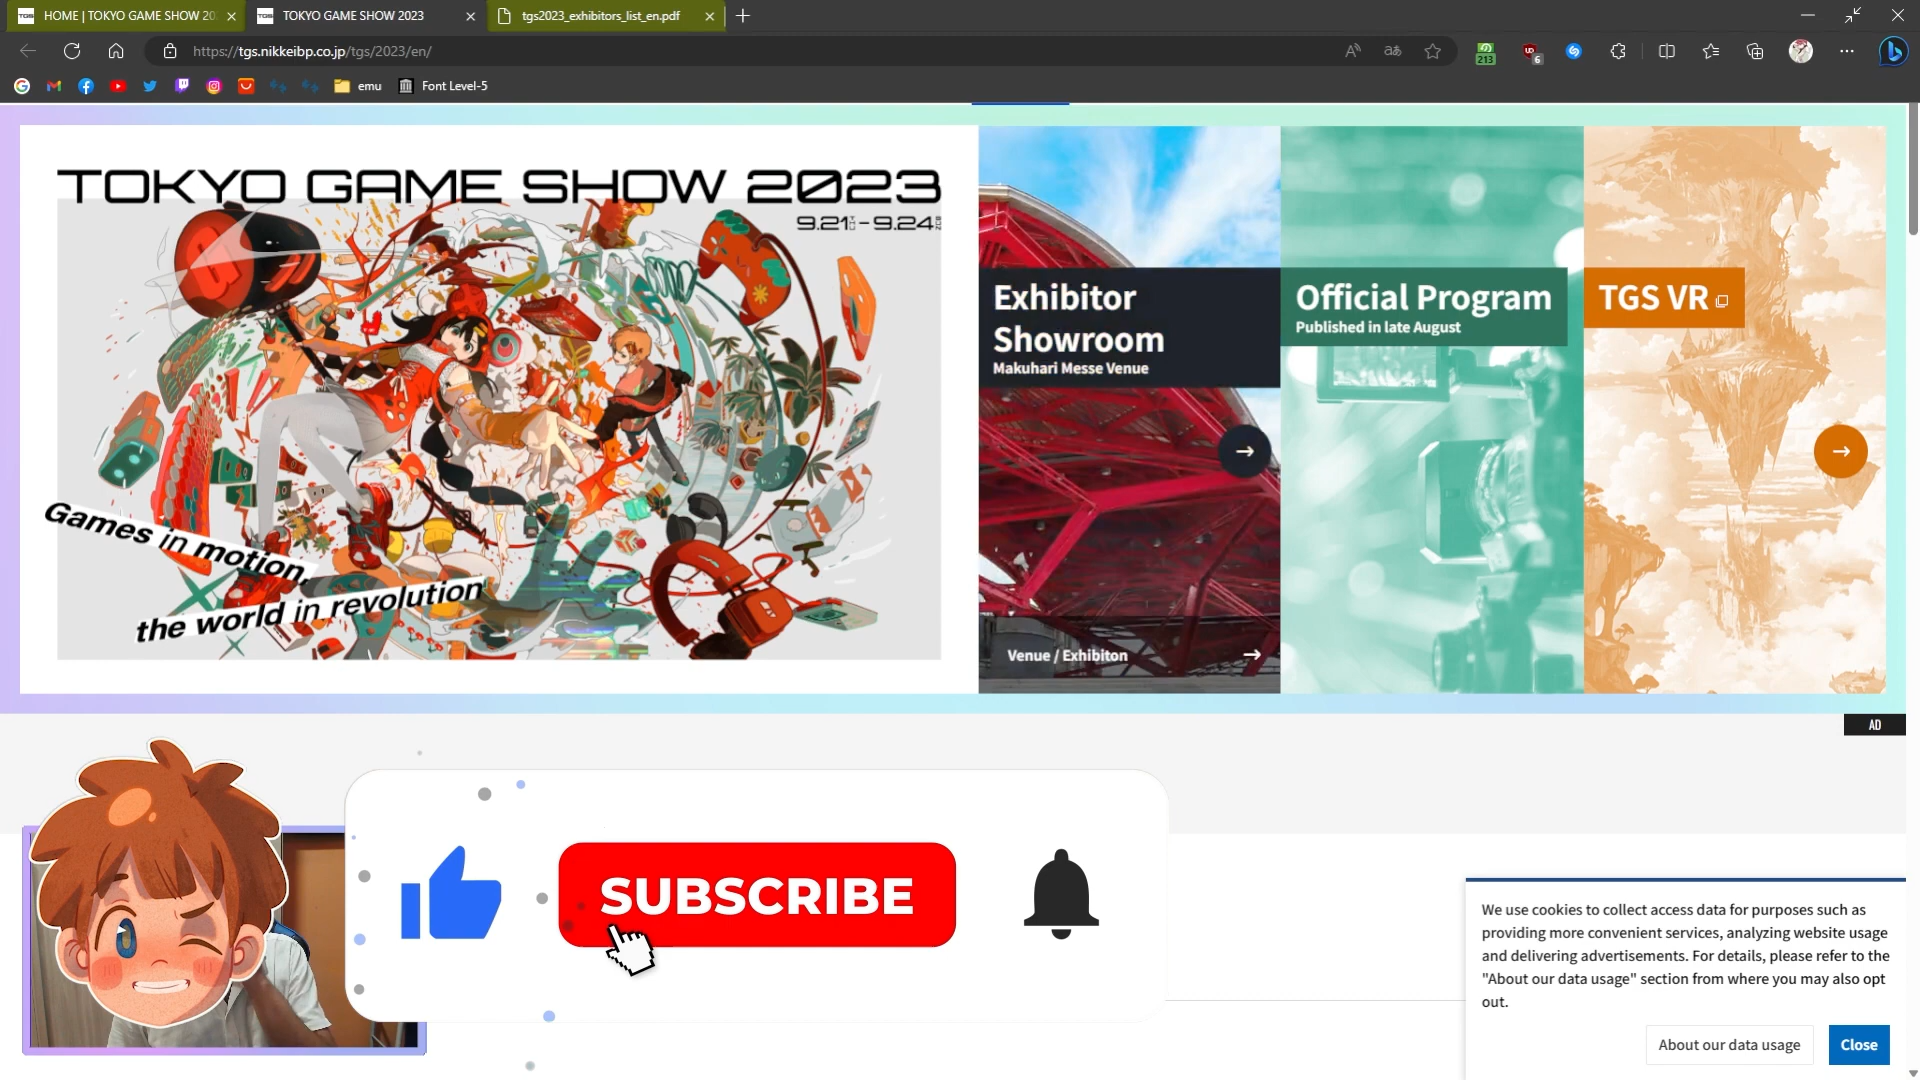 HOME | TOKYO GAME SHOW 20
TOKYO GAME SHOW 2023
tgs2023_exhibitors_list_en.pdf
https://tgs.nikkeibp.co.jp/tgs/2023/en/
213
6
emu
Font Level-5
TOKYO GAME SHOW 2023
9.21 - 9.24
Games in motion,
the world in revolution
Exhibitor
Showroom
Makuhari Messe Venue
Venue / Exhibiton
Official Program
Published in late August
TGS VR
AD
SUBSCRIBE
We use cookies to collect access data for purposes such as
providing more convenient services, analyzing website usage
and delivering advertisements. For details, please refer to the
"About our data usage" section from where you may also opt
out.
About our data usage
Close